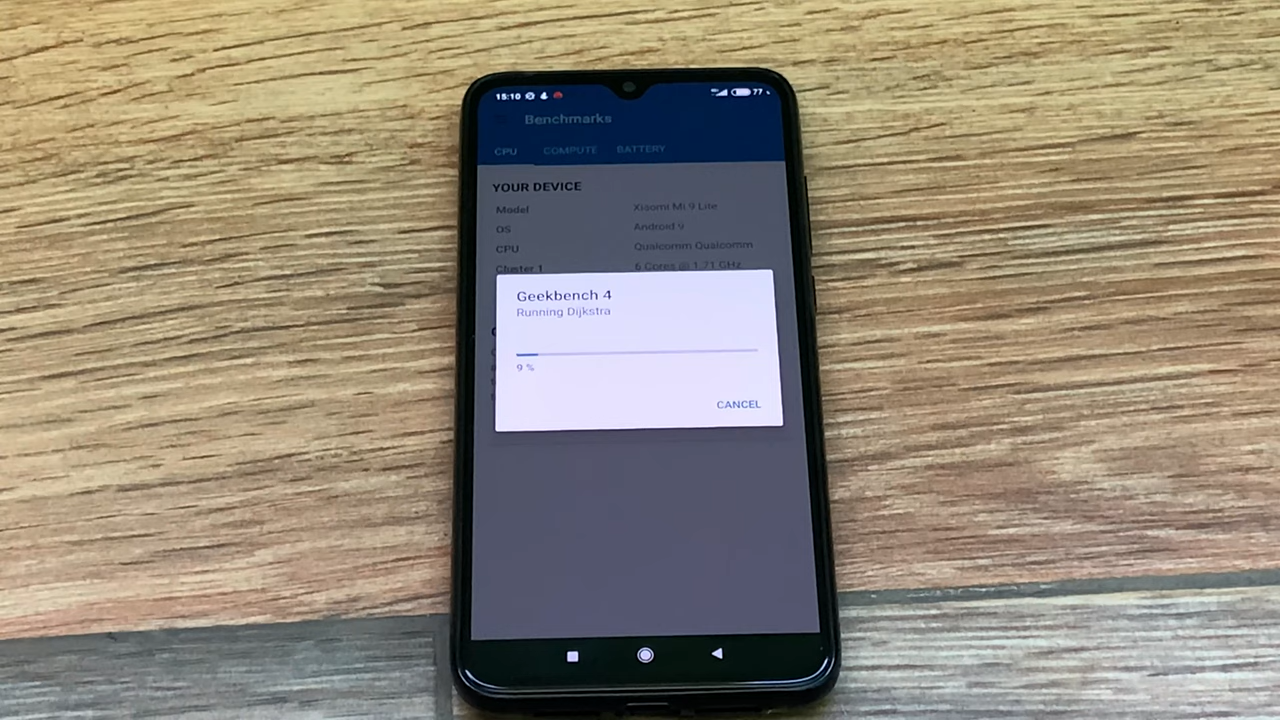 15:10 77
Benchmarks
CPU COMPUTE BATTERY
YOUR DEVICE
Model Xiaomi Mi 9 Lite
OS Android 9
CPU Qualcomm Qualcomm
Cluster 1 6 Cores @ 1.71 GHz
Geekbench 4
Running Dijkstra
9 %
CANCEL